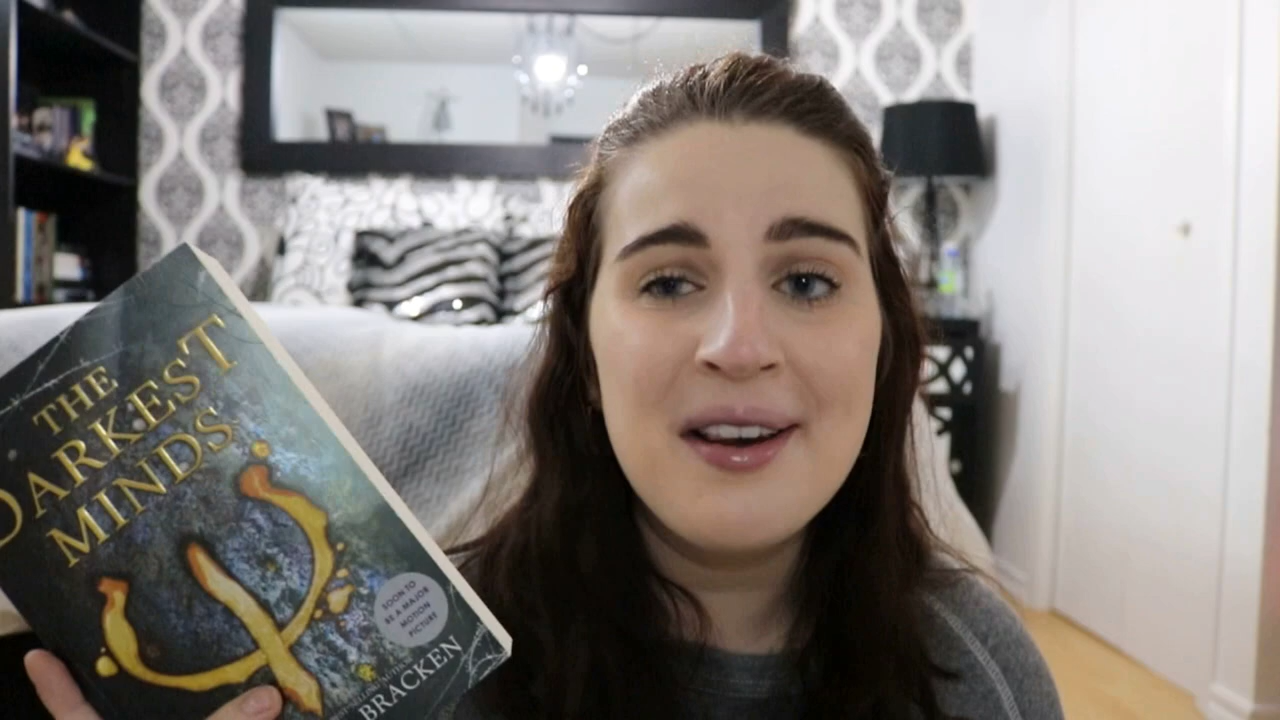 THE
DARKEST
MINDS
SOON TO
BE A MAJOR
MOTION
PICTURE
BRACKEN